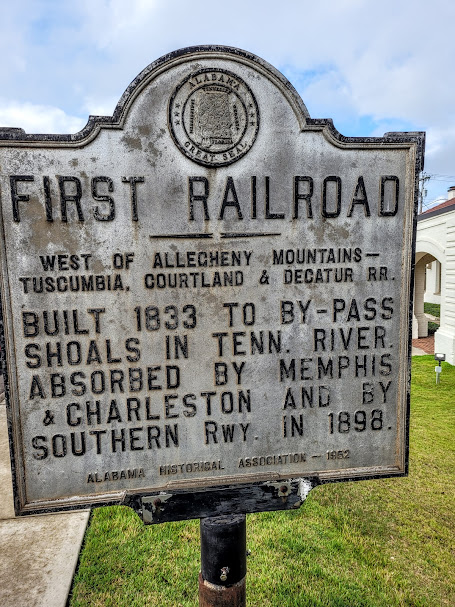 ALABAMA
GREAT SEAL
FIRST RAILROAD
WEST OF ALLEGHENY MOUNTAINS—
TUSCUMBIA, COURTLAND & DECATUR RR.
BUILT 1833 TO BY-PASS
SHOALS IN TENN. RIVER.
ABSORBED BY MEMPHIS
& CHARLESTON AND BY
SOUTHERN RWY. IN 1898.
ALABAMA HISTORICAL ASSOCIATION — 1952